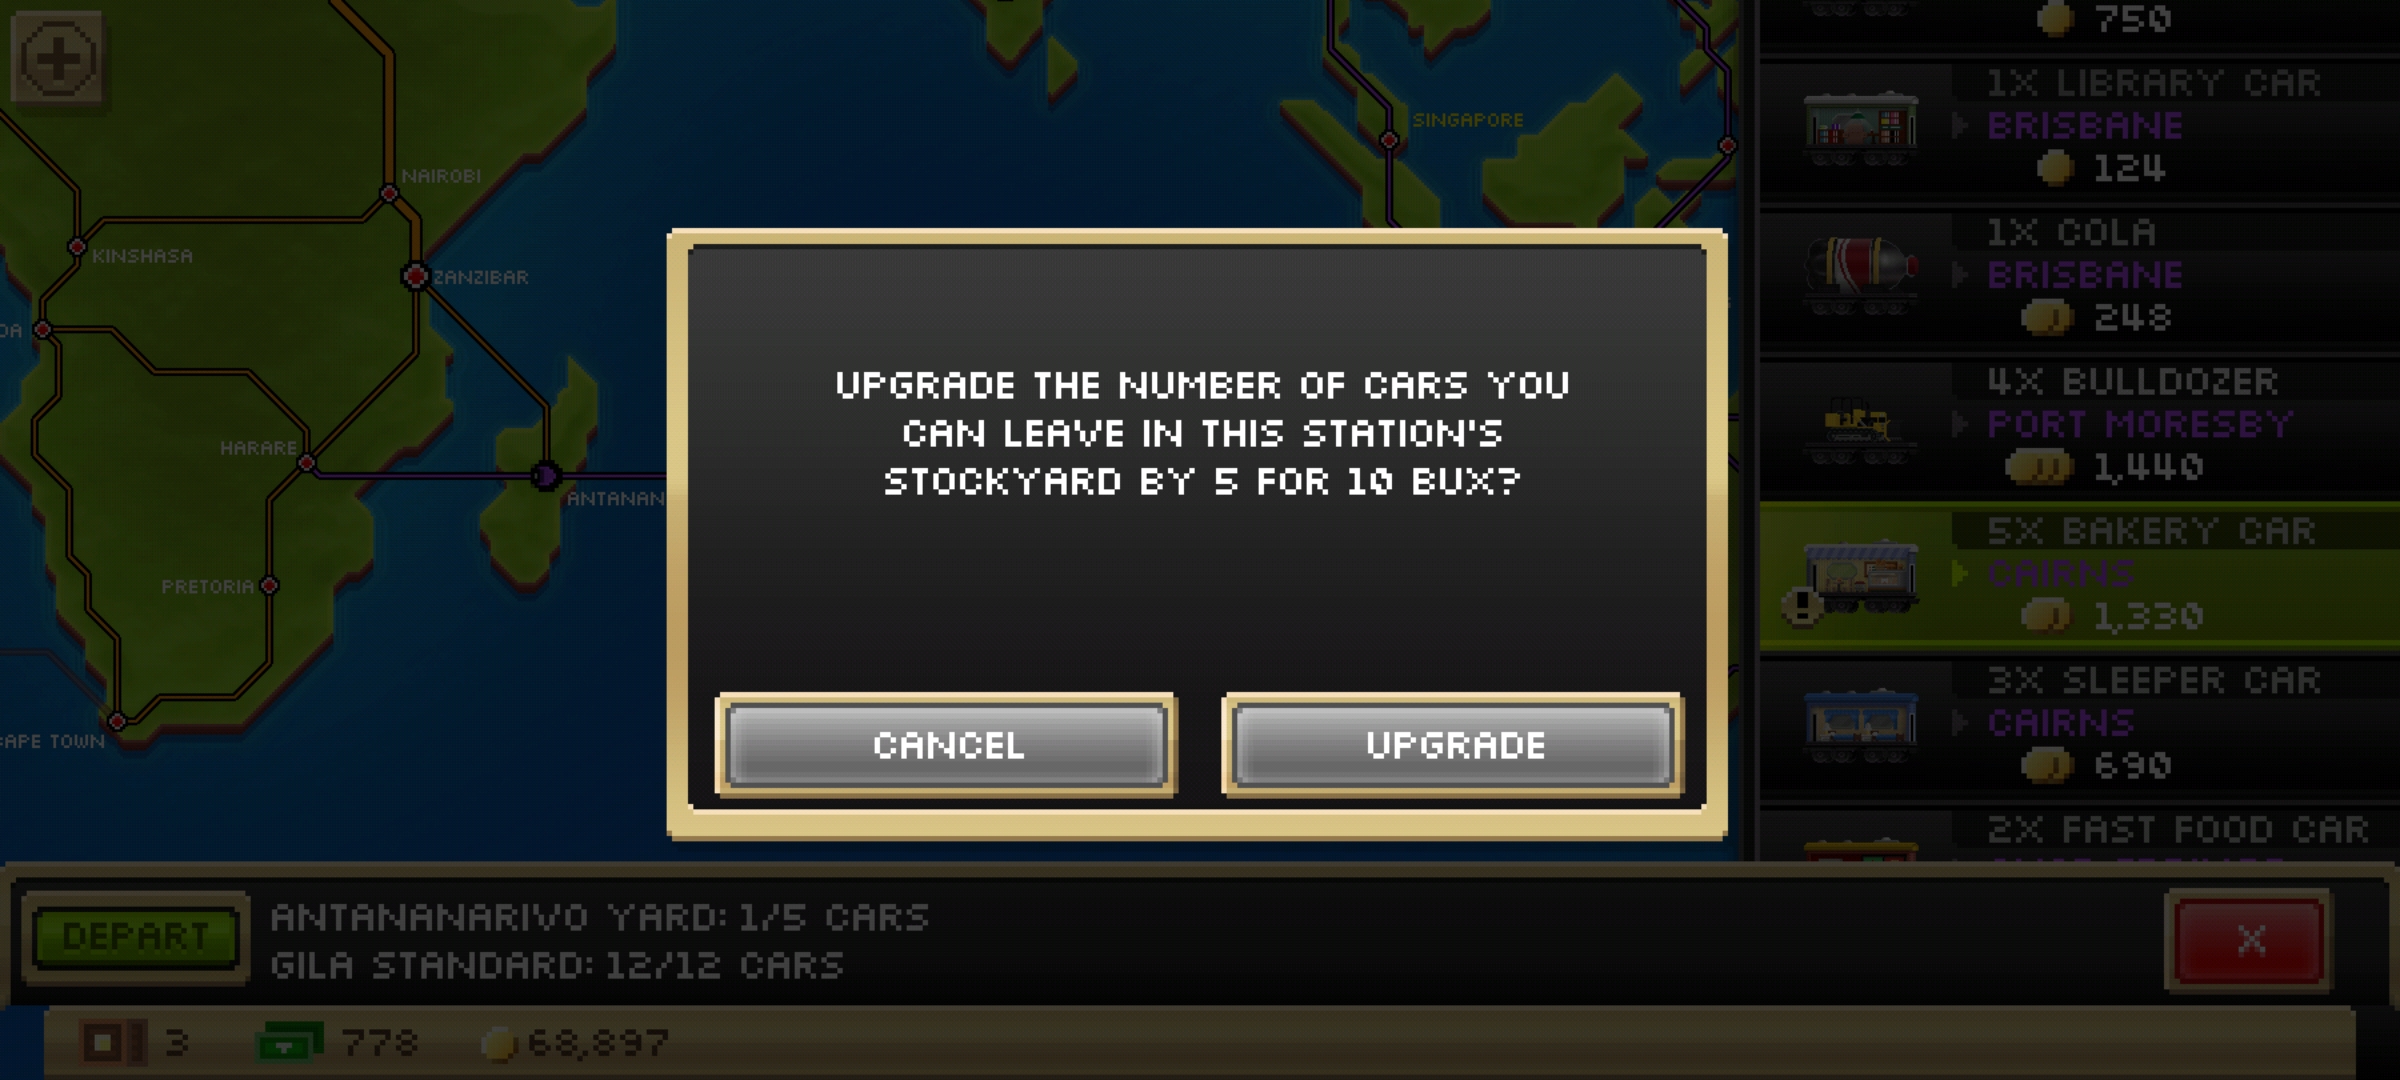 750
1X LIBRARY CAR
BRISBANE
124
1X COLA
BRISBANE
248
4X BULLDOZER
PORT MORESBY
1,440
5X BAKERY CAR
CAIRNS
1,330
3X SLEEPER CAR
CAIRNS
690
2X FAST FOOD CAR
SINGAPORE
NAIROBI
KINSHASA
ZANZIBAR
HARARE
ANTANAN
PRETORIA
APE TOWN
UPGRADE THE NUMBER OF CARS YOU
CAN LEAVE IN THIS STATION'S
STOCKYARD BY 5 FOR 10 BUX?
CANCEL
UPGRADE
DEPART
ANTANANARIVO YARD: 1/5 CARS
GILA STANDARD: 12/12 CARS
X
3
778
68,897